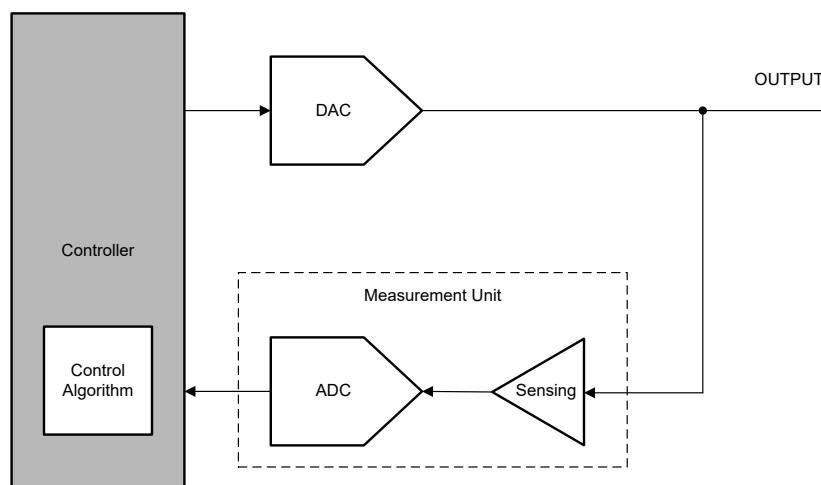 OUTPUT
DAC
Controller
Measurement Unit
Control
Algorithm
ADC
Sensing